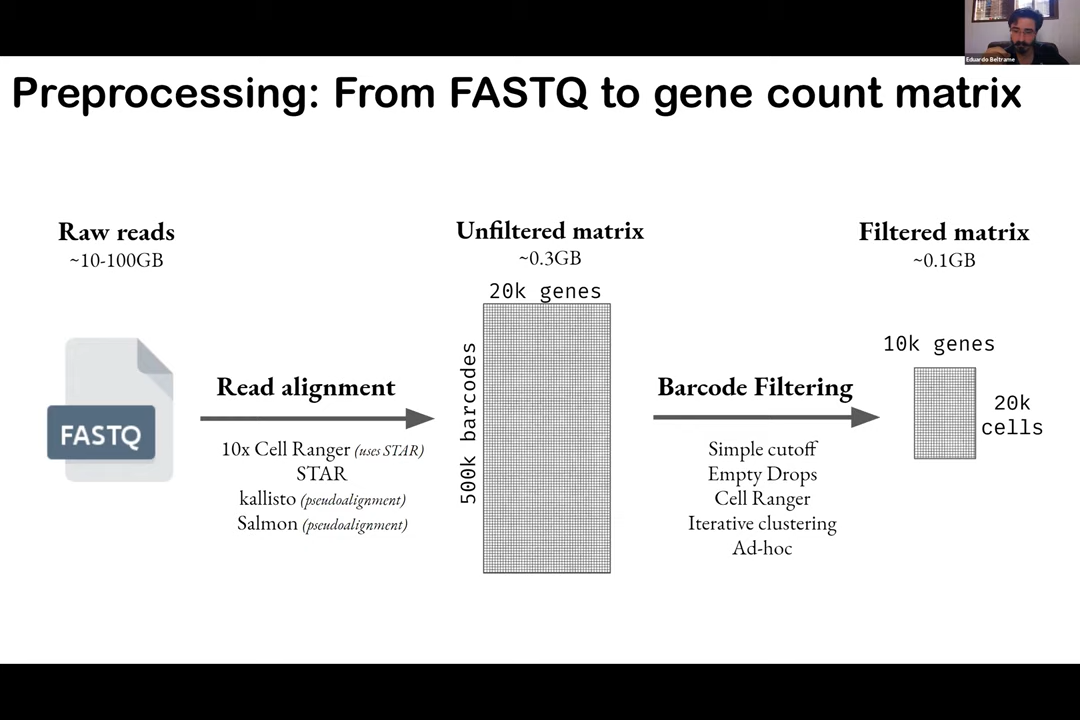 Eduardo Beltrame
Preprocessing: From FASTQ to gene count matrix
Raw reads
~10-100GB
FASTQ
Read alignment
10x Cell Ranger (uses STAR)
STAR
kallisto (pseudoalignment)
Salmon (pseudoalignment)
Unfiltered matrix
~0.3GB
20k genes
500k barcodes
Barcode Filtering
Simple cutoff
Empty Drops
Cell Ranger
Iterative clustering
Ad-hoc
Filtered matrix
~0.1GB
10k genes
20k
cells